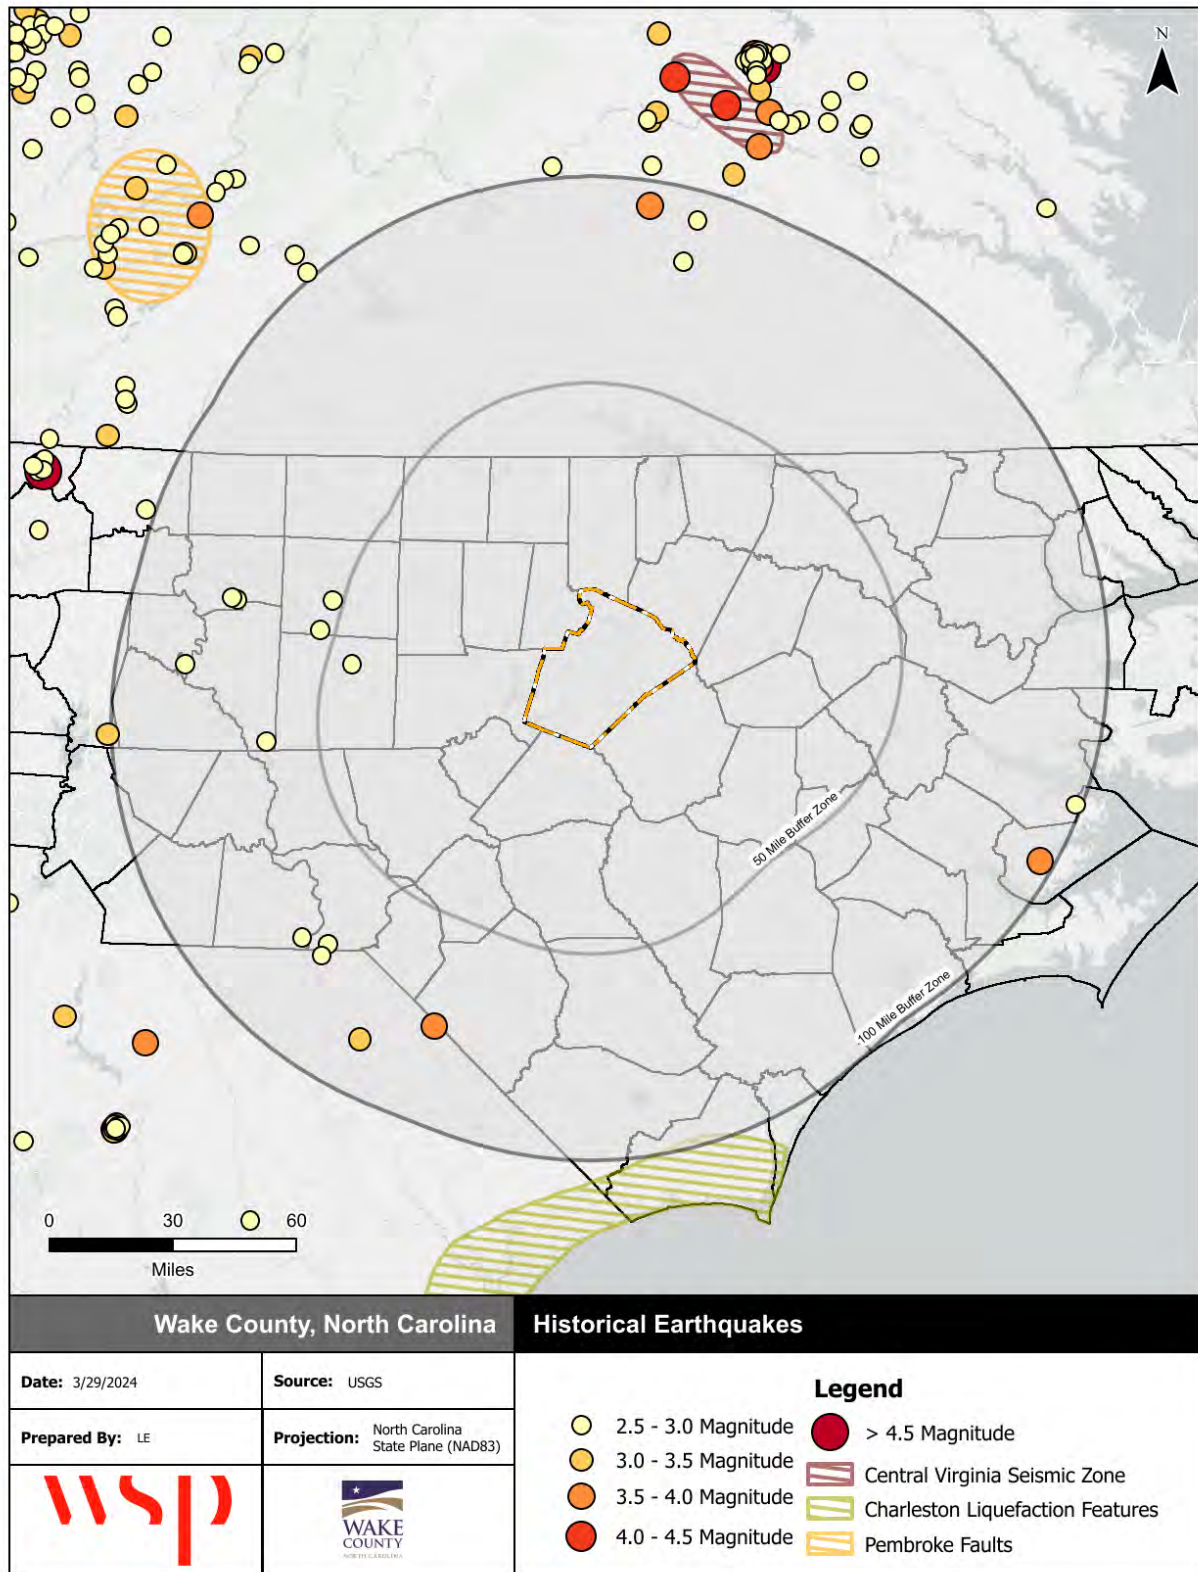 N
50 Mile Buffer Zone
100 Mile Buffer Zone
0 30 60
Miles
Wake County, North Carolina
Historical Earthquakes
Date: 3/29/2024
Source: USGS
Prepared By: LE
Projection: North Carolina
State Plane (NAD83)
wsp
WAKE
COUNTY
NORTH CAROLINA
Legend
2.5 - 3.0 Magnitude
3.0 - 3.5 Magnitude
3.5 - 4.0 Magnitude
4.0 - 4.5 Magnitude
> 4.5 Magnitude
Central Virginia Seismic Zone
Charleston Liquefaction Features
Pembroke Faults